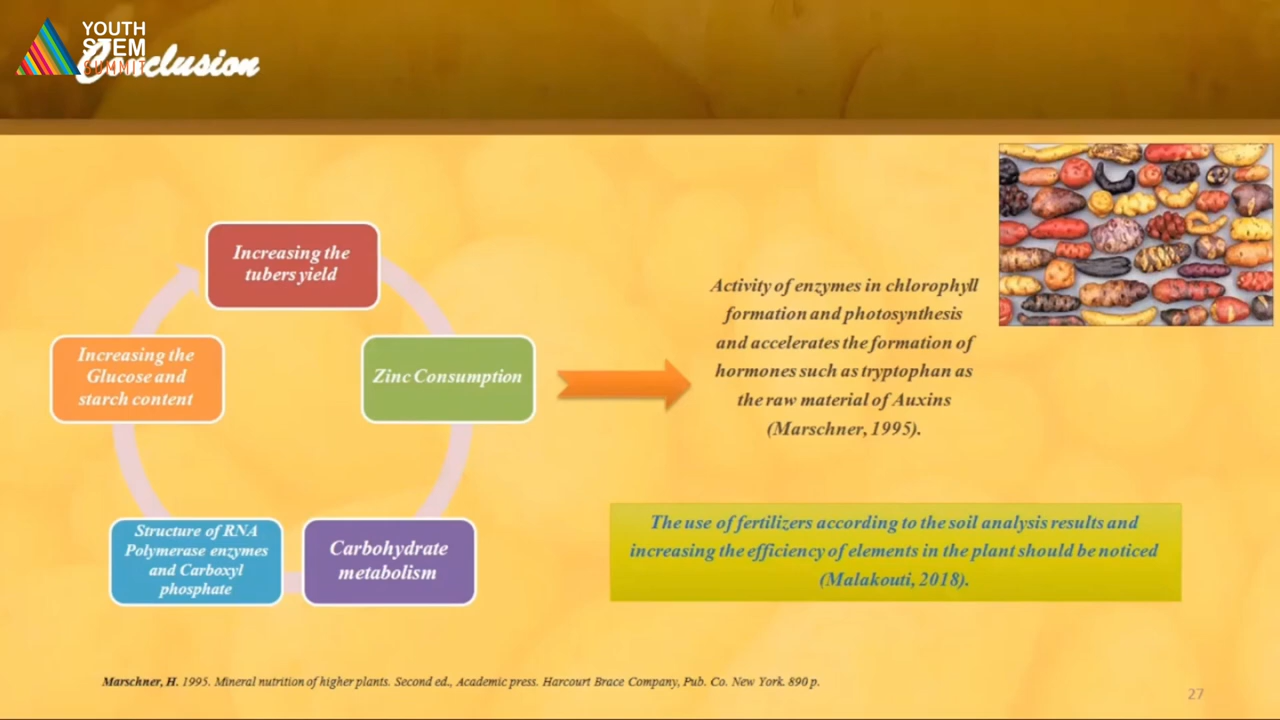 YOUTH
STEM
SUMMIT
Conclusion
Increasing the
tubers yield
Zinc Consumption
Carbohydrate
metabolism
Structure of RNA
Polymerase enzymes
and Carboxyl
phosphate
Increasing the
Glucose and
starch content
Activity of enzymes in chlorophyll
formation and photosynthesis
and accelerates the formation of
hormones such as tryptophan as
the raw material of Auxins
(Marschner, 1995).
The use of fertilizers according to the soil analysis results and
increasing the efficiency of elements in the plant should be noticed
(Malakouti, 2018).
Marschner, H. 1995. Mineral nutrition of higher plants. Second ed., Academic press. Harcourt Brace Company, Pub. Co. New York. 890 p.
27